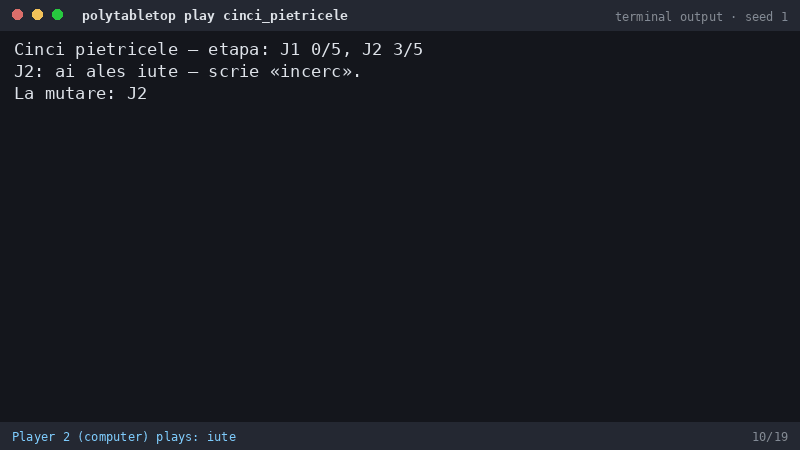 polytabletop play cinci_pietricele
terminal output · seed 1
Cinci pietricele — etapa: J1 0/5, J2 3/5
J2: ai ales iute — scrie «incerc».
La mutare: J2
Player 2 (computer) plays: iute
10/19